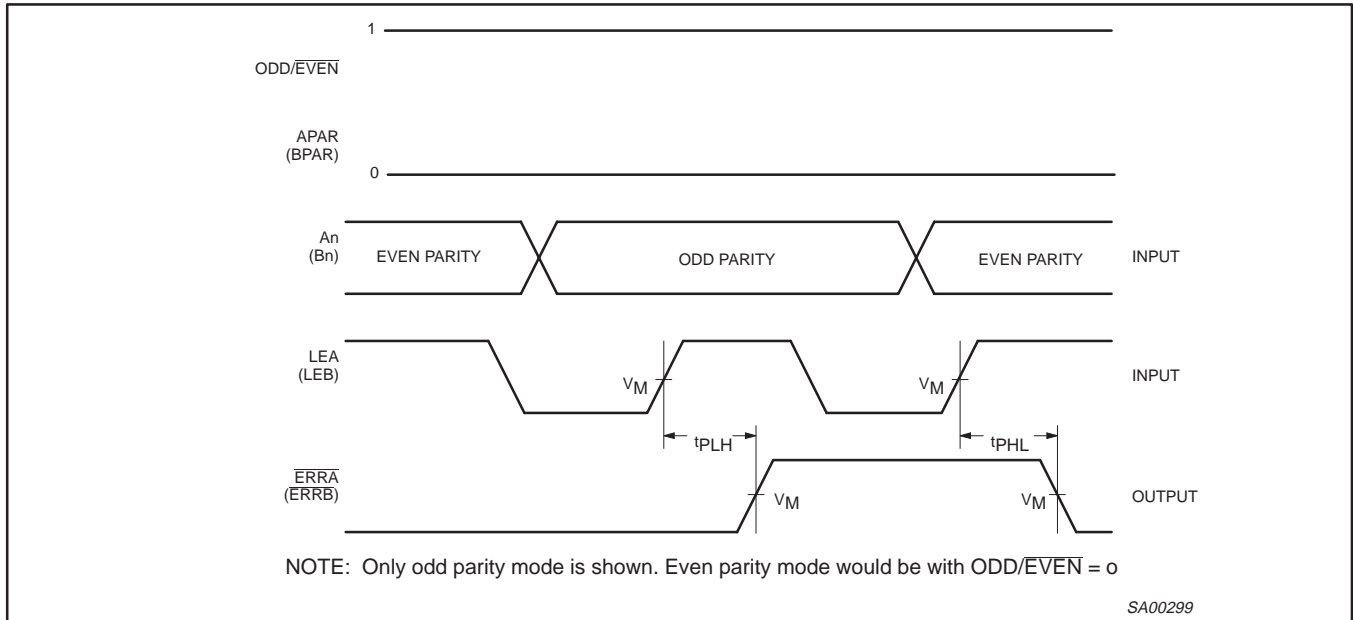 1
ODD/EVEN
APAR
(BPAR)
0
An
(Bn)
EVEN PARITY
ODD PARITY
EVEN PARITY
INPUT
LEA
(LEB)
VM
VM
INPUT
tPLH
tPHL
ERRA
(ERRB)
VM
VM
OUTPUT
NOTE: Only odd parity mode is shown. Even parity mode would be with ODD/EVEN = o
SA00299